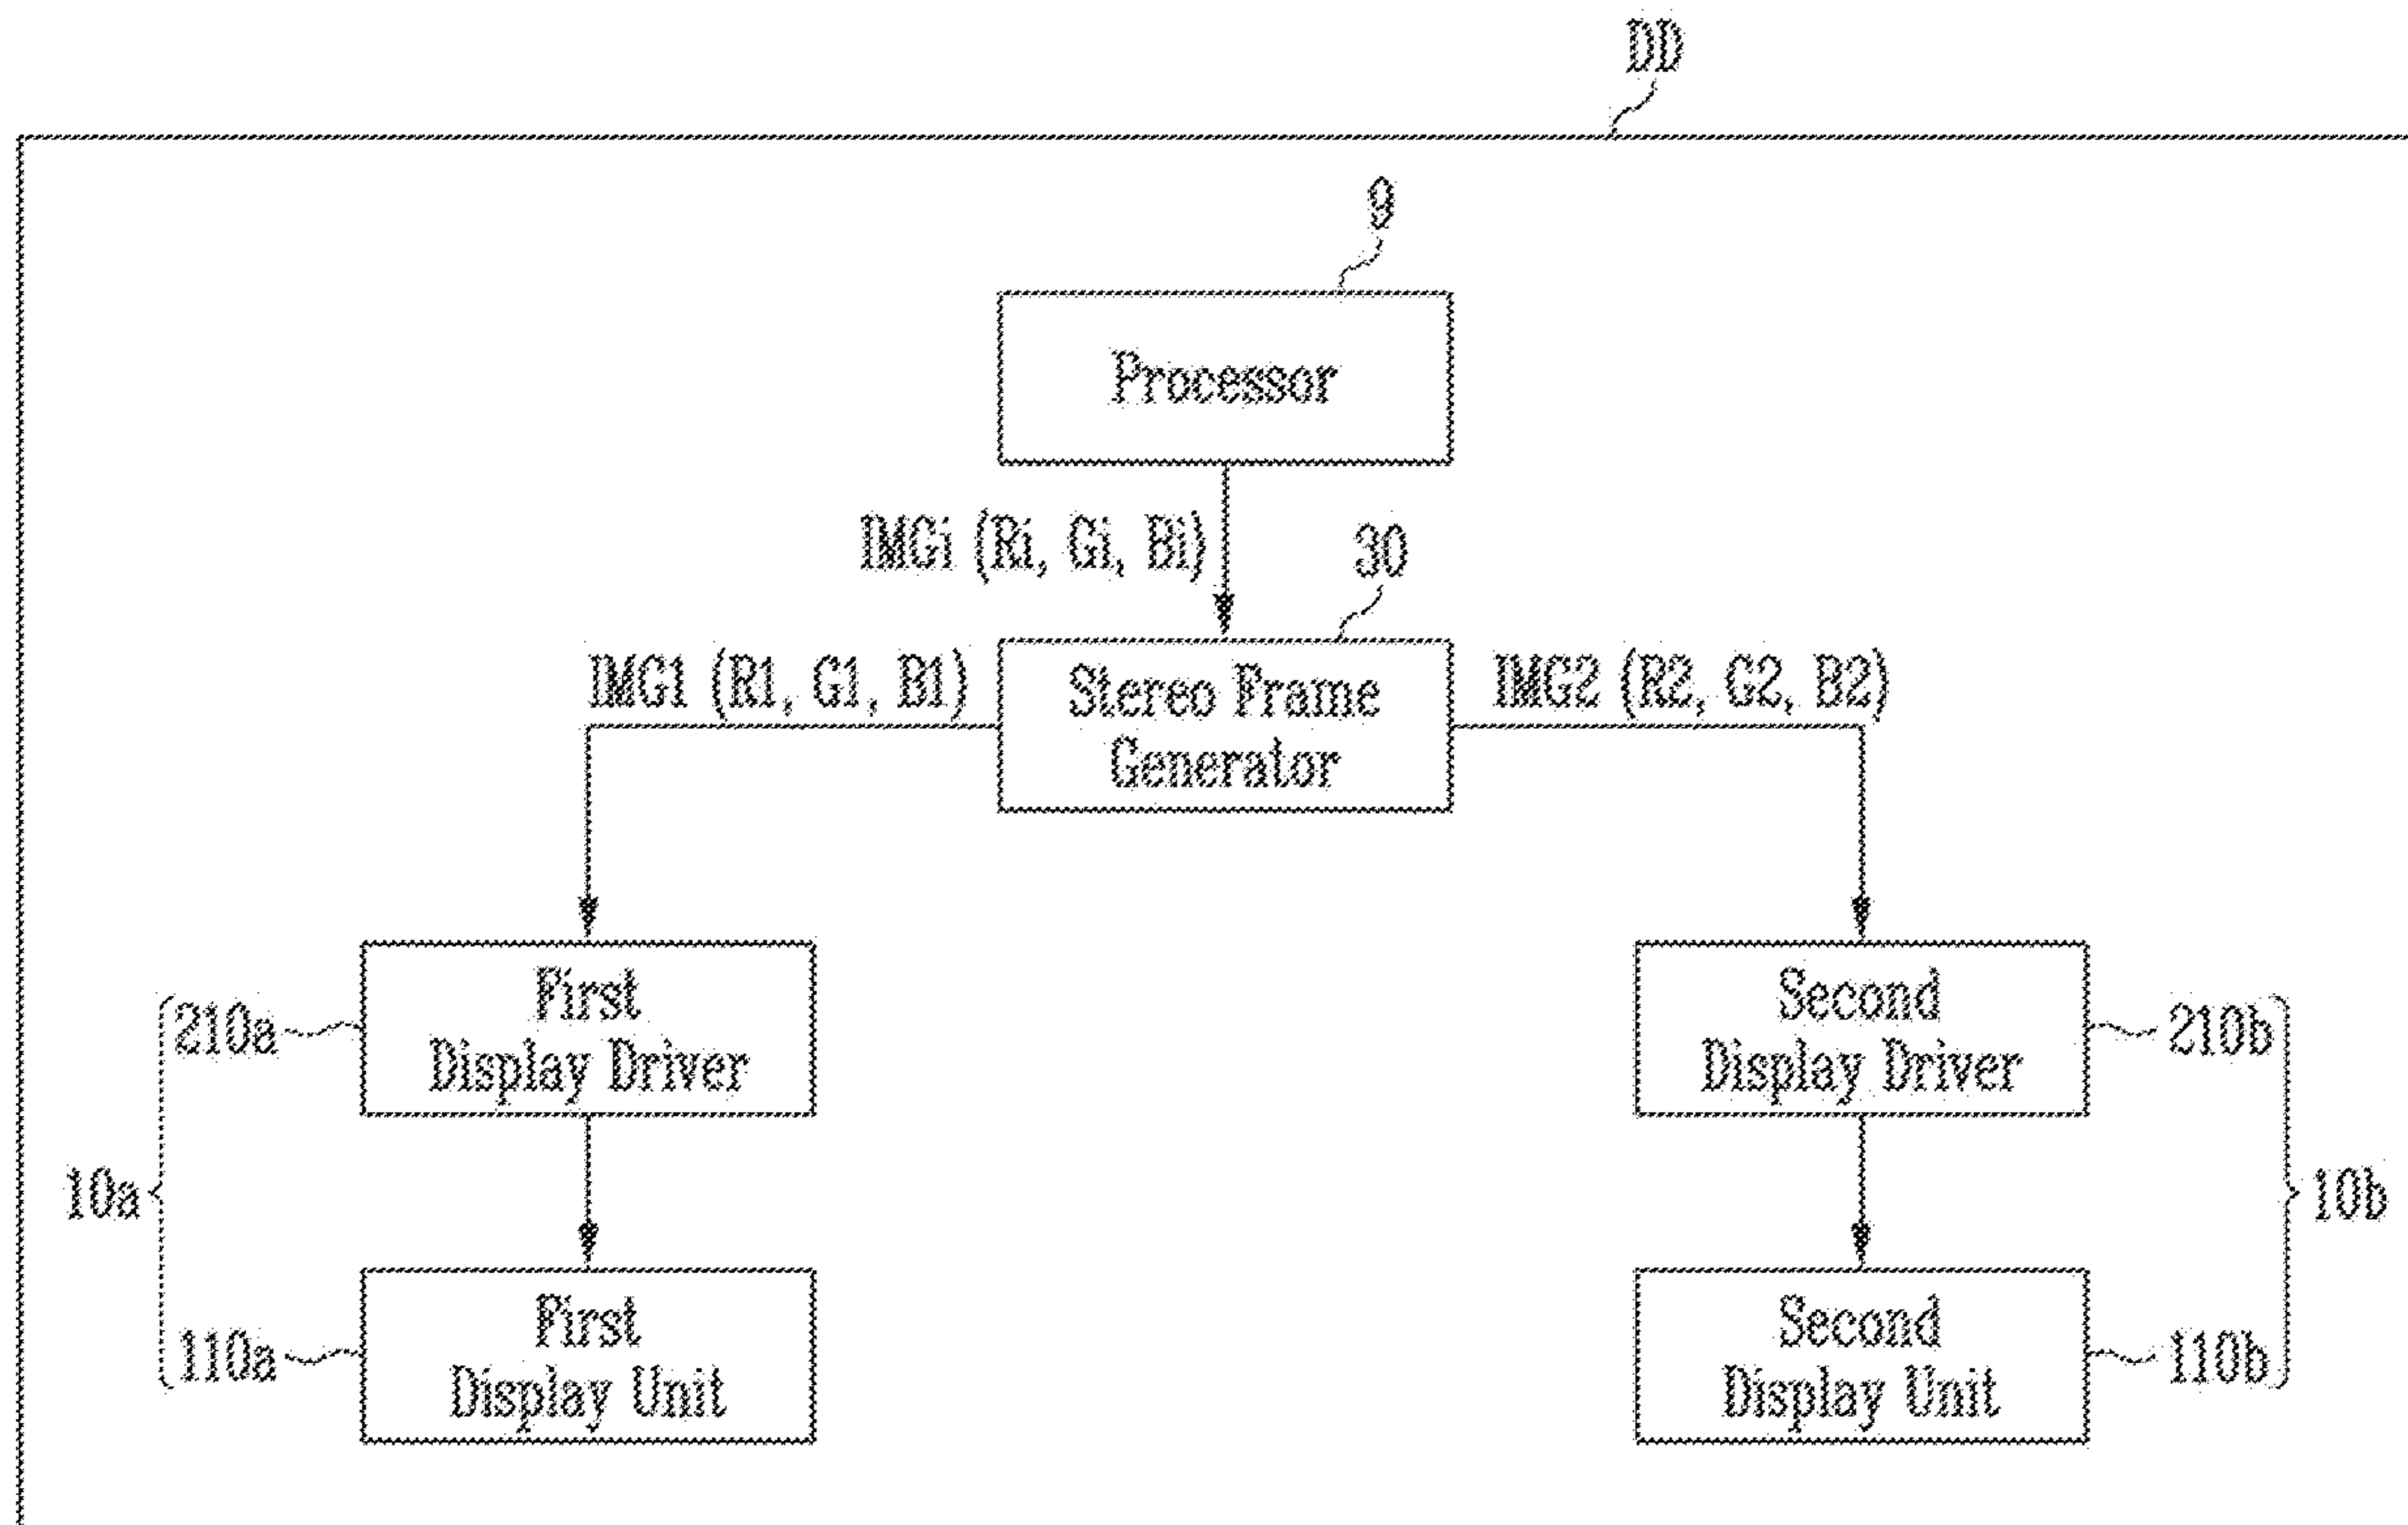 DD
9
Processor
IMGi (Ri, Gi, Bi)
30
IMG1 (R1, G1, B1)
Stereo Frame
Generator
IMG2 (R2, G2, B2)
210a
First
Display Driver
Second
Display Driver
210b
10a
10b
110a
First
Display Unit
Second
Display Unit
110b